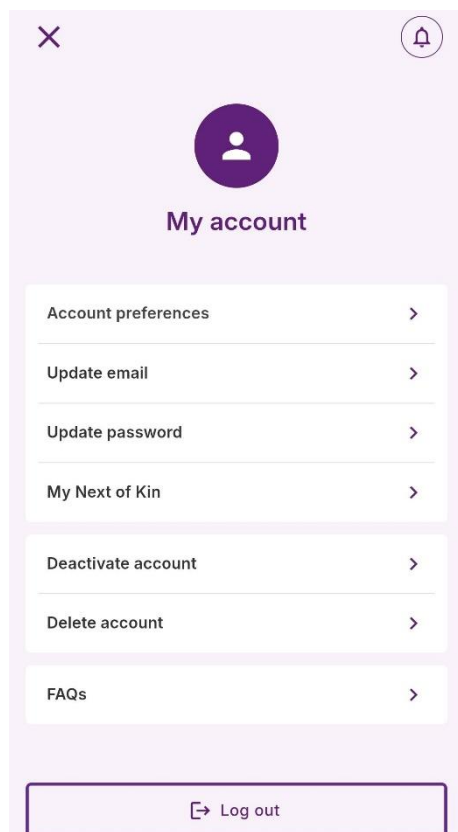 My account
Account preferences
Update email
Update password
My Next of Kin
Deactivate account
Delete account
FAQs
Log out